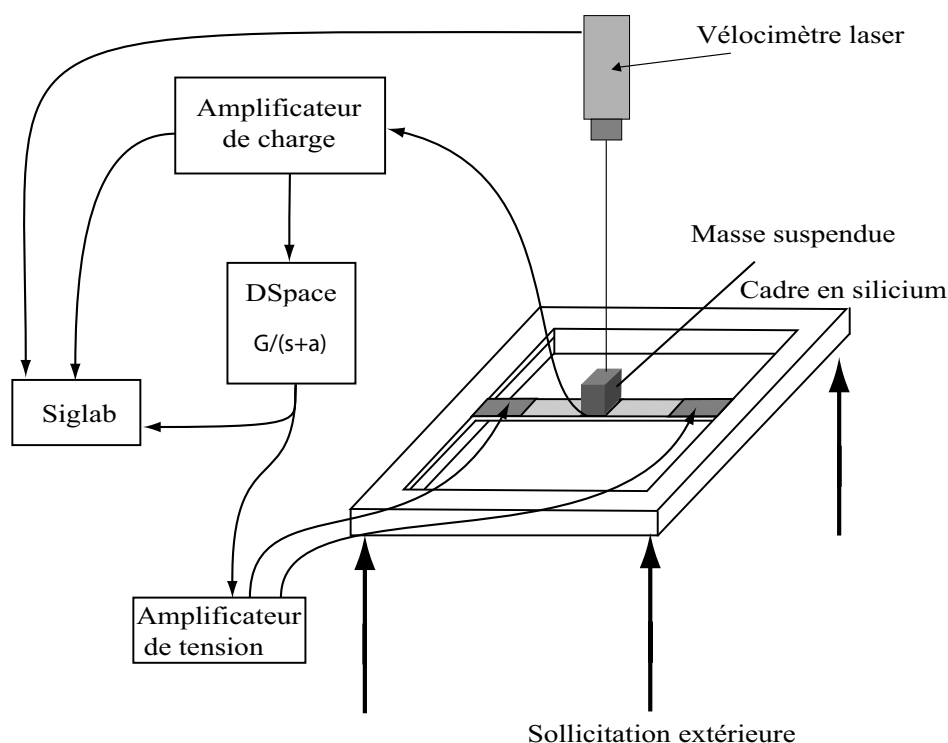 Vélocimètre laser
Amplificateur
de charge
Masse suspendue
Cadre en silicium
DSpace
G/(s+a)
Siglab
Amplificateur
de tension
Sollicitation extérieure